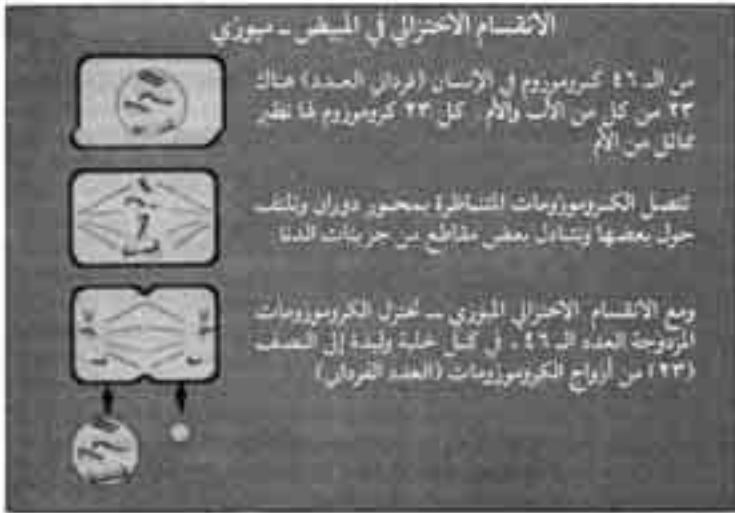 الانقسام الاختزالي في المبيض - ميوزي
من الـ ٤٦ كروموزوم في الإنسان (فرداني العدد) هناك
٢٣ من كل من الأب والأم. كل ٢٣ كروموزوم لها نظير
مماثل من الأم
تتصل الكروموزومات المتناظرة بمحور دوران وتلتف
حول بعضها وتتبادل بعض مقاطع من جزيئات الدنا
ومع الانقسام الاختزالي الميوزي - تختزل الكروموزومات
المزدوجة العدد الـ ٤٦، في كل خلية وليدة إلى النصف
(٢٣) من أزواج الكروموزومات (العدد الفرداني)